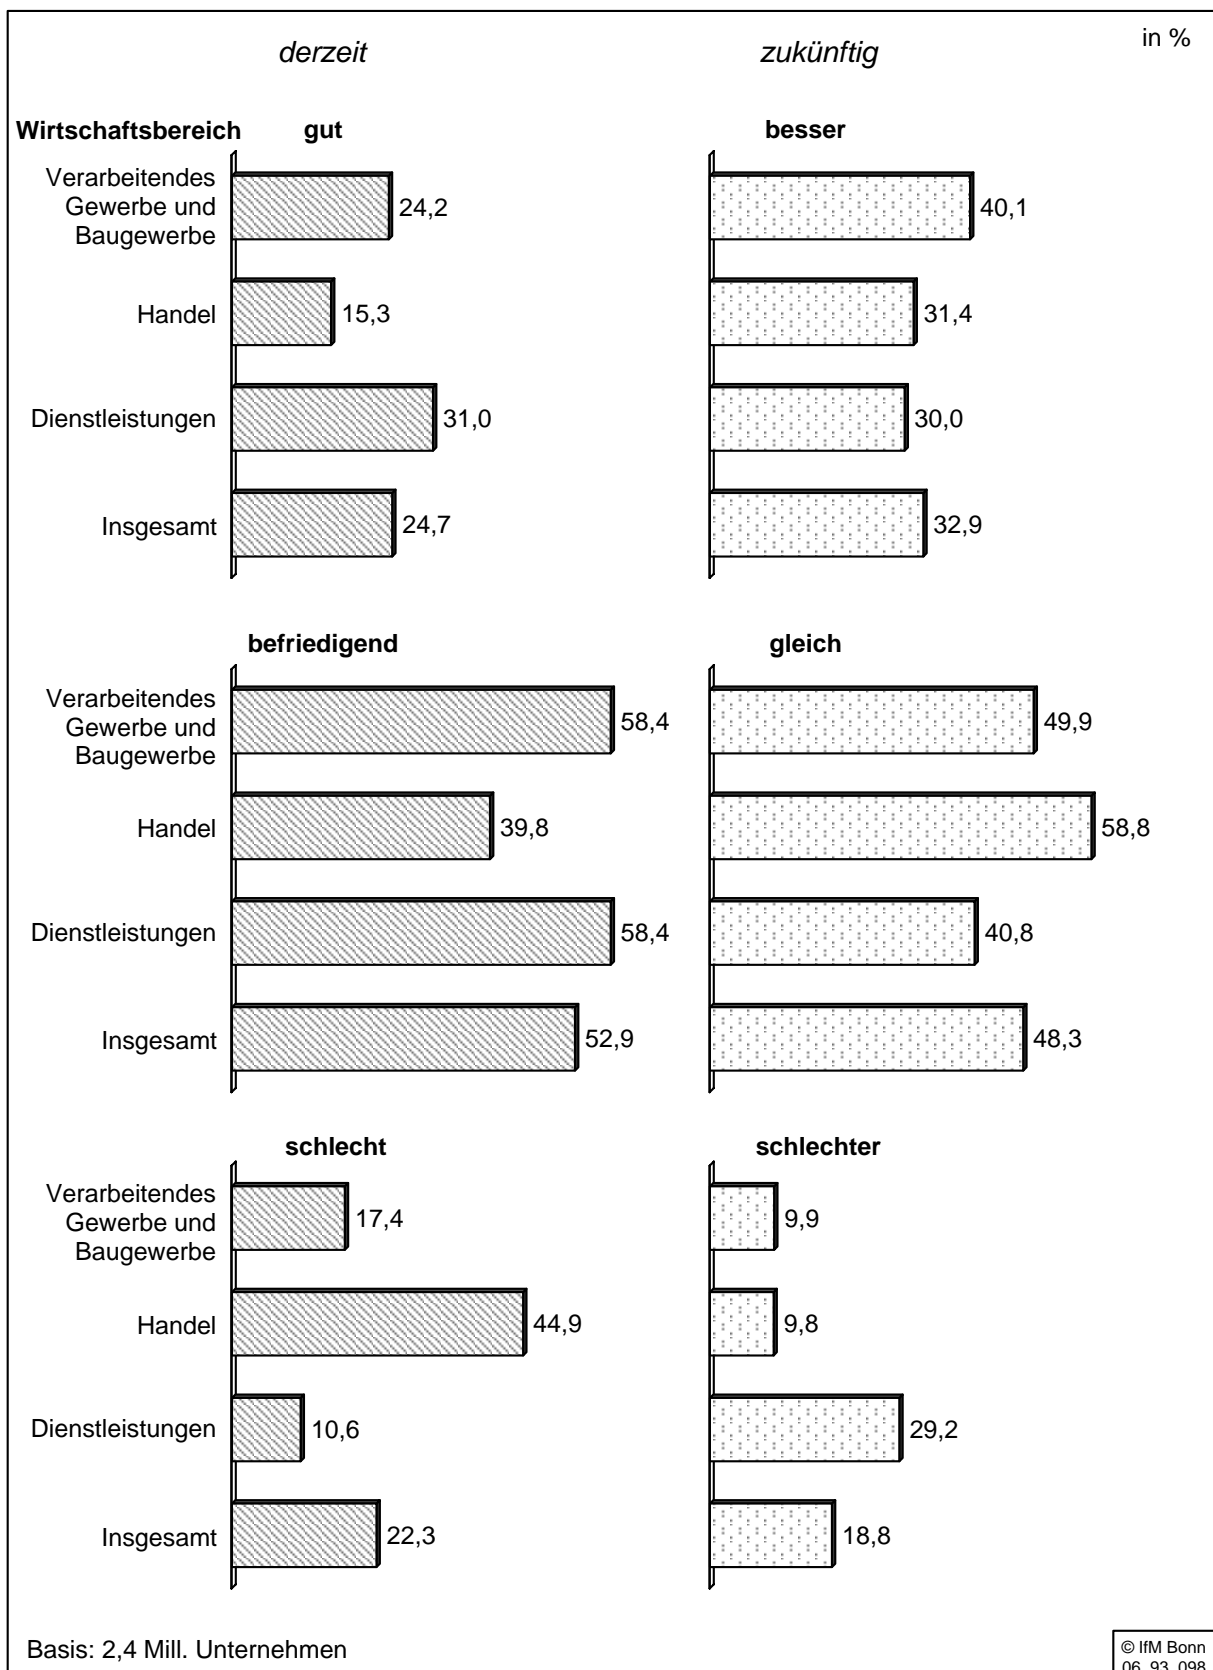 derzeit
zukünftig
in %
Wirtschaftsbereich
gut
besser
Verarbeitendes
Gewerbe und
Baugewerbe
24,2
40,1
Handel
15,3
31,4
Dienstleistungen
31,0
30,0
Insgesamt
24,7
32,9
befriedigend
gleich
Verarbeitendes
Gewerbe und
Baugewerbe
58,4
49,9
Handel
39,8
58,8
Dienstleistungen
58,4
40,8
Insgesamt
52,9
48,3
schlecht
schlechter
Verarbeitendes
Gewerbe und
Baugewerbe
17,4
9,9
Handel
44,9
9,8
Dienstleistungen
10,6
29,2
Insgesamt
22,3
18,8
Basis: 2,4 Mill. Unternehmen
© IfM Bonn
06 93 098